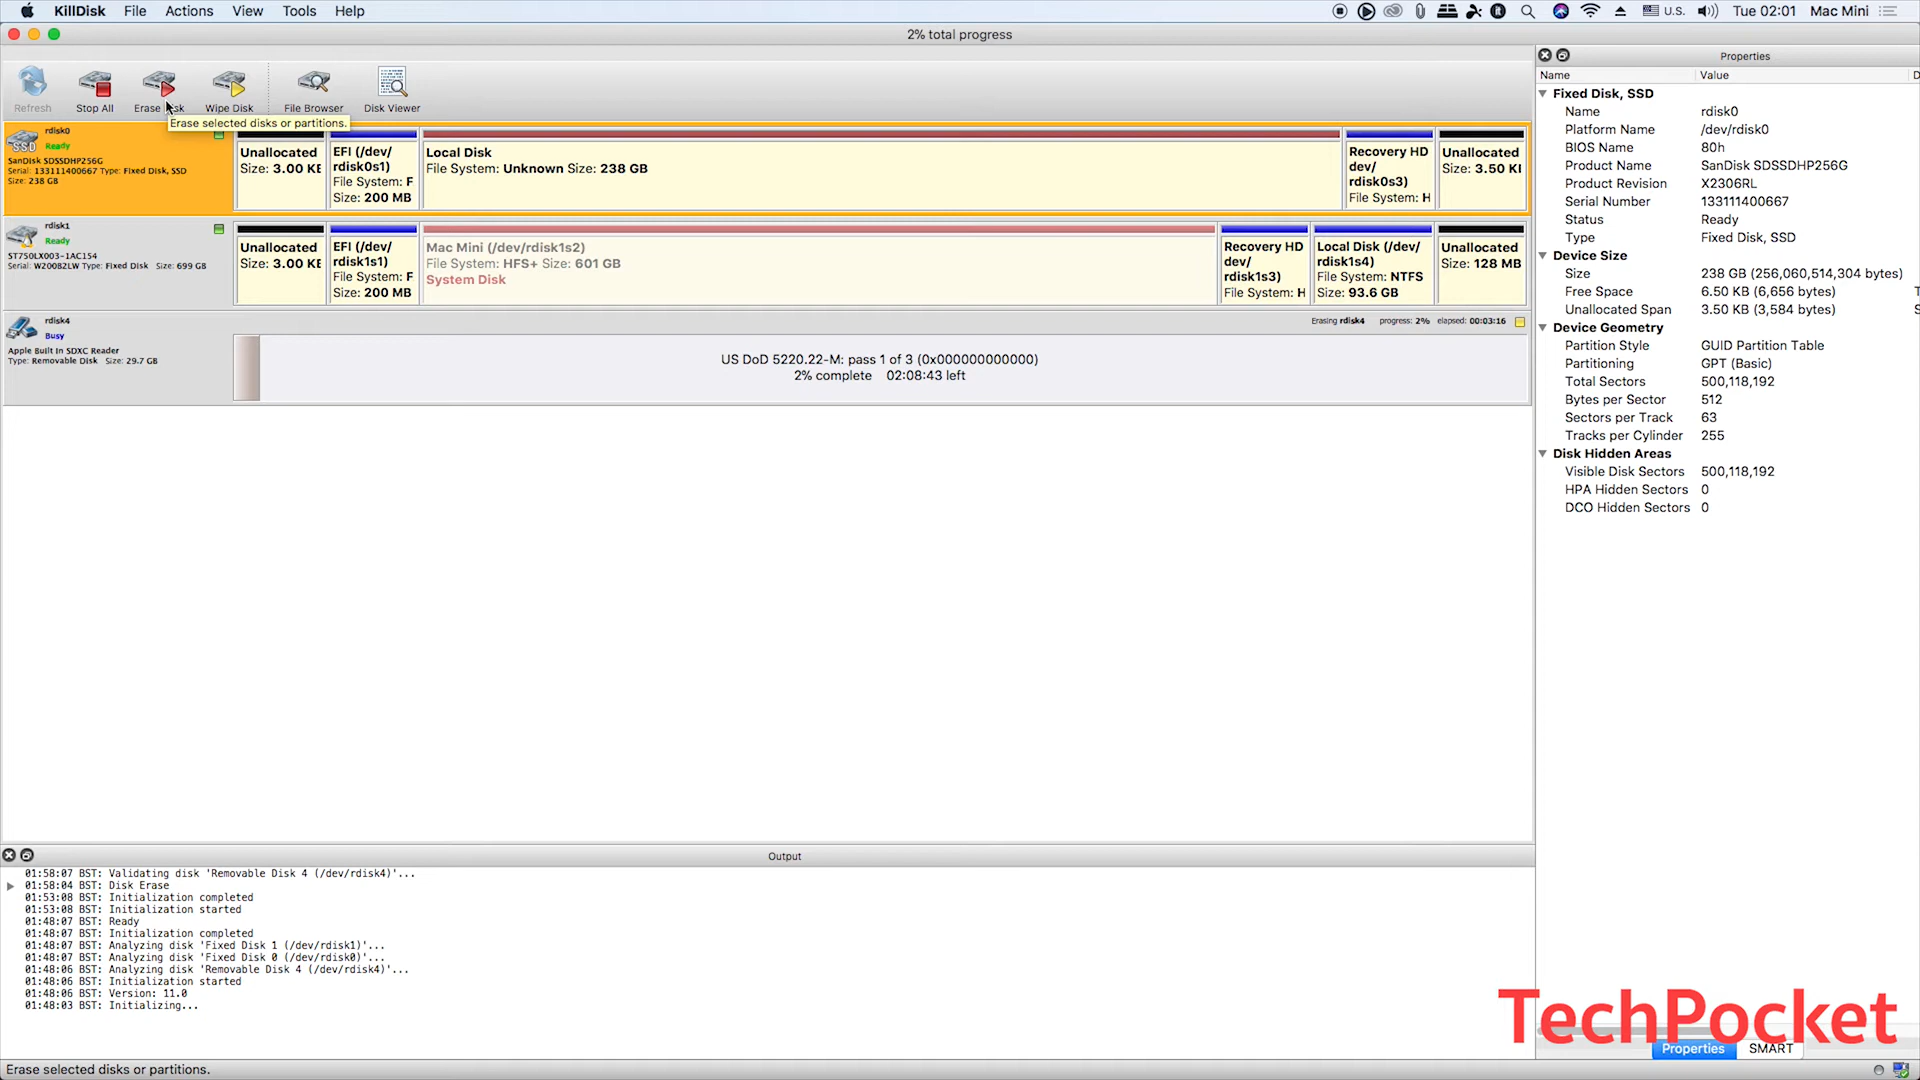 KillDisk File Actions View Tools Help U.S. Tue 02:01 Mac Mini
2% total progress
Refresh Stop All Erase Disk Wipe Disk File Browser Disk Viewer
Erase selected disks or partitions.
rdisk0
Ready
SanDisk SDSSDHP256G
Serial: 133111400667 Type: Fixed Disk, SSD
Size: 238 GB
Unallocated
Size: 3.00 KE
EFI (/dev/
rdisk0s1)
File System: F
Size: 200 MB
Local Disk
File System: Unknown Size: 238 GB
Recovery HD
dev/
rdisk0s3)
File System: H
Unallocated
Size: 3.50 KI
rdisk1
Ready
ST750LX003-1AC154
Serial: W200B2LW Type: Fixed Disk Size: 699 GB
Unallocated
Size: 3.00 KE
EFI (/dev/
rdisk1s1)
File System: F
Size: 200 MB
Mac Mini (/dev/rdisk1s2)
File System: HFS+ Size: 601 GB
System Disk
Recovery HD
dev/
rdisk1s3)
File System: H
Local Disk (/dev/
rdisk1s4)
File System: NTFS
Size: 93.6 GB
Unallocated
Size: 128 MB
rdisk4
Busy
Apple Built In SDXC Reader
Type: Removable Disk Size: 29.7 GB
Erasing rdisk4 progress: 2% elapsed: 00:03:16
US DoD 5220.22-M: pass 1 of 3 (0x000000000000)
2% complete 02:08:43 left
Properties
Name Value D
Fixed Disk, SSD
Name rdisk0
Platform Name /dev/rdisk0
BIOS Name 80h
Product Name SanDisk SDSSDHP256G
Product Revision X2306RL
Serial Number 133111400667
Status Ready
Type Fixed Disk, SSD
Device Size
Size 238 GB (256,060,514,304 bytes)
Free Space 6.50 KB (6,656 bytes)
Unallocated Span 3.50 KB (3,584 bytes)
Device Geometry
Partition Style GUID Partition Table
Partitioning GPT (Basic)
Total Sectors 500,118,192
Bytes per Sector 512
Sectors per Track 63
Tracks per Cylinder 255
Disk Hidden Areas
Visible Disk Sectors 500,118,192
HPA Hidden Sectors 0
DCO Hidden Sectors 0
Output
01:58:07 BST: Validating disk 'Removable Disk 4 (/dev/rdisk4)'...
01:58:04 BST: Disk Erase
01:53:08 BST: Initialization completed
01:53:08 BST: Initialization started
01:48:07 BST: Ready
01:48:07 BST: Initialization completed
01:48:07 BST: Analyzing disk 'Fixed Disk 1 (/dev/rdisk1)'...
01:48:07 BST: Analyzing disk 'Fixed Disk 0 (/dev/rdisk0)'...
01:48:06 BST: Analyzing disk 'Removable Disk 4 (/dev/rdisk4)'...
01:48:06 BST: Initialization started
01:48:06 BST: Version: 11.0
01:48:03 BST: Initializing...
TechPocket
Properties SMART
Erase selected disks or partitions.